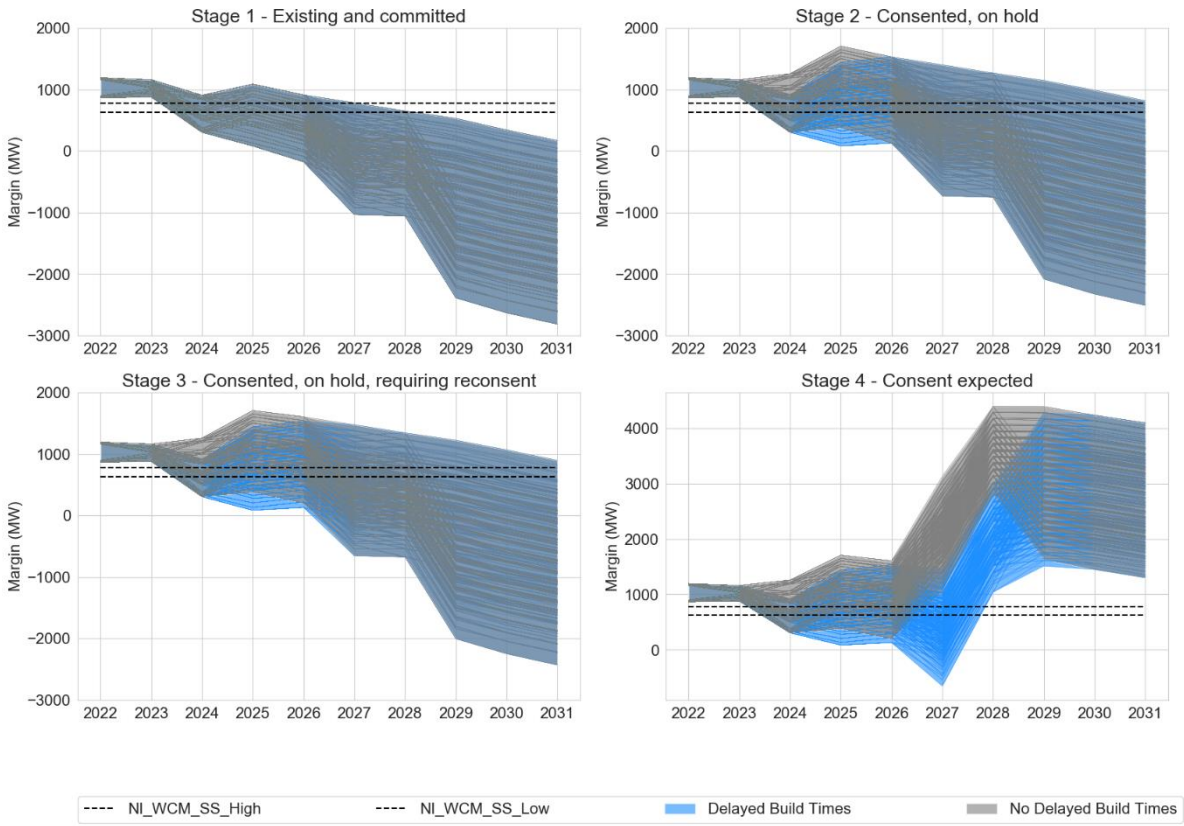 Stage 1 - Existing and committed
Margin (MW)
2000
1000
0
−1000
−2000
−3000
2022 2023 2024 2025 2026 2027 2028 2029 2030 2031
Stage 2 - Consented, on hold
Margin (MW)
2000
1000
0
−1000
−2000
−3000
2022 2023 2024 2025 2026 2027 2028 2029 2030 2031
Stage 3 - Consented, on hold, requiring reconsent
Margin (MW)
2000
1000
0
−1000
−2000
−3000
2022 2023 2024 2025 2026 2027 2028 2029 2030 2031
Stage 4 - Consent expected
Margin (MW)
4000
3000
2000
1000
0
2022 2023 2024 2025 2026 2027 2028 2029 2030 2031
NI_WCM_SS_High NI_WCM_SS_Low Delayed Build Times No Delayed Build Times